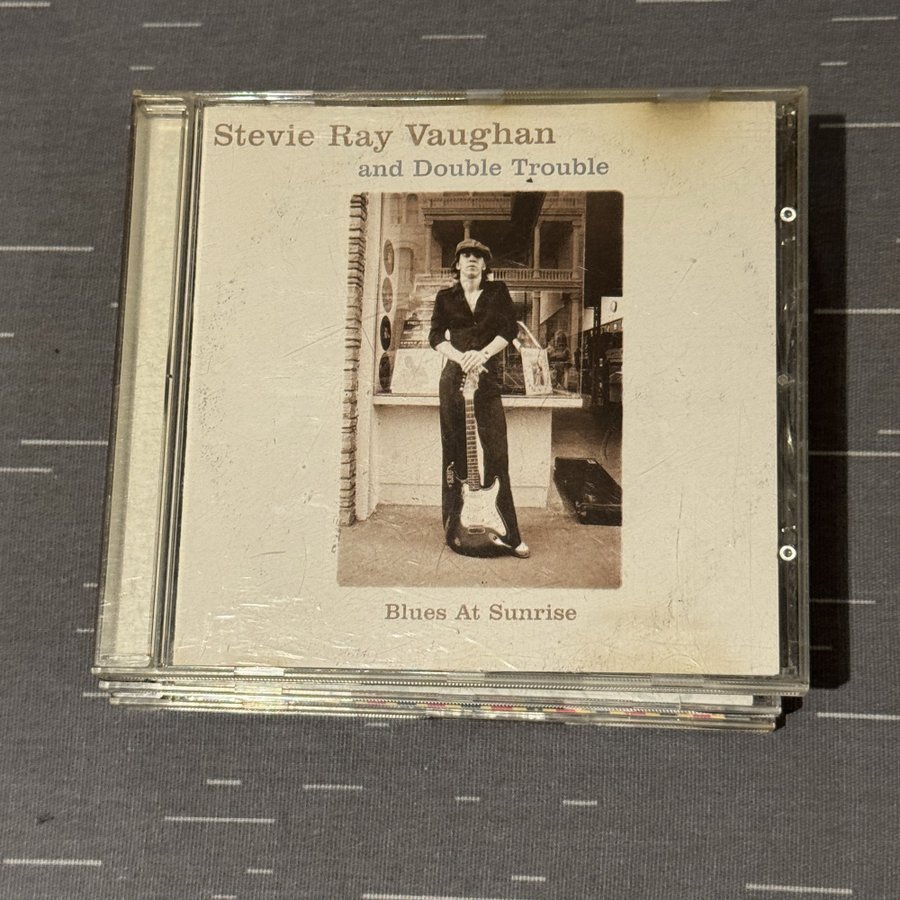 Stevie Ray Vaughan
and Double Trouble
Blues At Sunrise